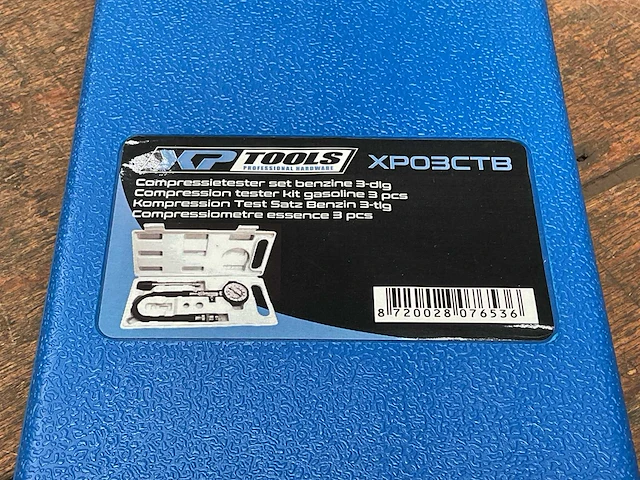 XP TOOLS XP03CTB
PROFESSIONAL HARDWARE
Compressietester set benzine 3-dlg
Compression tester kit gasoline 3 pcs
Kompression Test Satz Benzin 3-tlg
Compressiometre essence 3 pcs
8 720028 076536